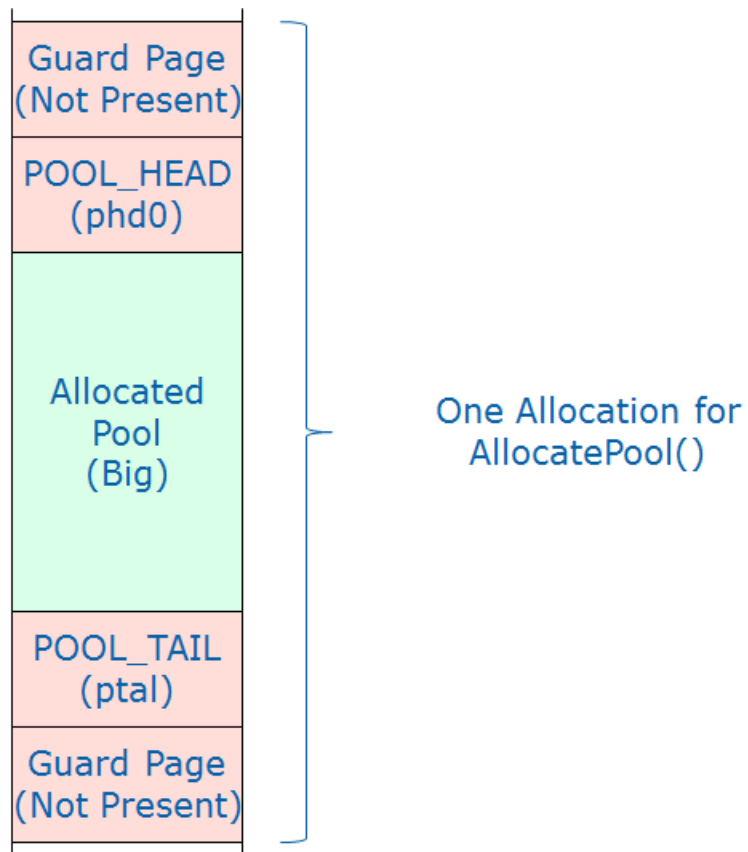 Guard Page
(Not Present)
POOL_HEAD
(phd0)
Allocated
Pool
(Big)
One Allocation for
AllocatePool()
POOL_TAIL
(ptal)
Guard Page
(Not Present)